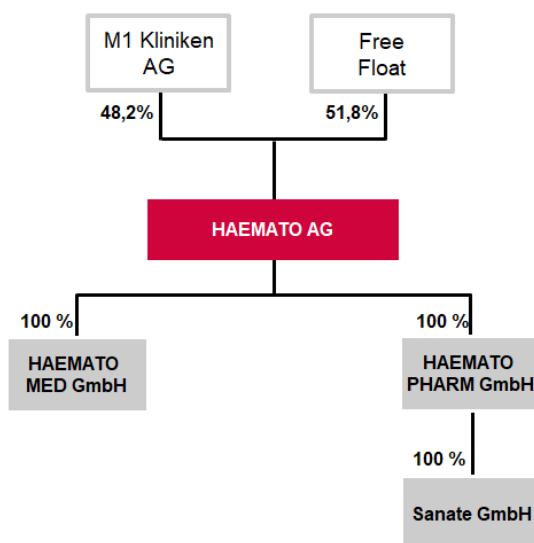 M1 Kliniken
AG
Free
Float
48,2%
51,8%
HAEMATO AG
100 %
100 %
HAEMATO
MED GmbH
HAEMATO
PHARM GmbH
100 %
Sanate GmbH